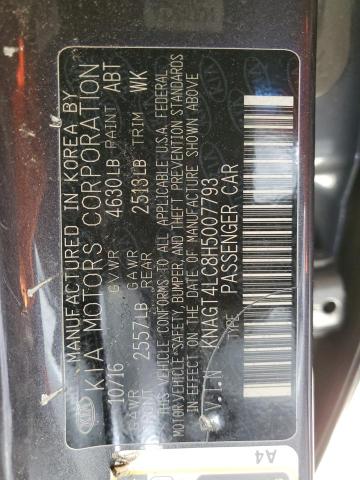 MANUFACTURED IN KOREA BY
KIA MOTORS CORPORATION
10/16 GVWR 4630LB PAINT ABT
GAWR FRONT 2557LB GAWR REAR 2513LB TRIM WK
THIS VEHICLE CONFORMS TO ALL APPLICABLE U.S.A. FEDERAL
MOTOR VEHICLE SAFETY, BUMPER, AND THEFT PREVENTION STANDARDS
IN EFFECT ON THE DATE OF MANUFACTURE SHOWN ABOVE
V.I.N KNAGT4LC8H5007793
TYPE: PASSENGER CAR
A4
KIA